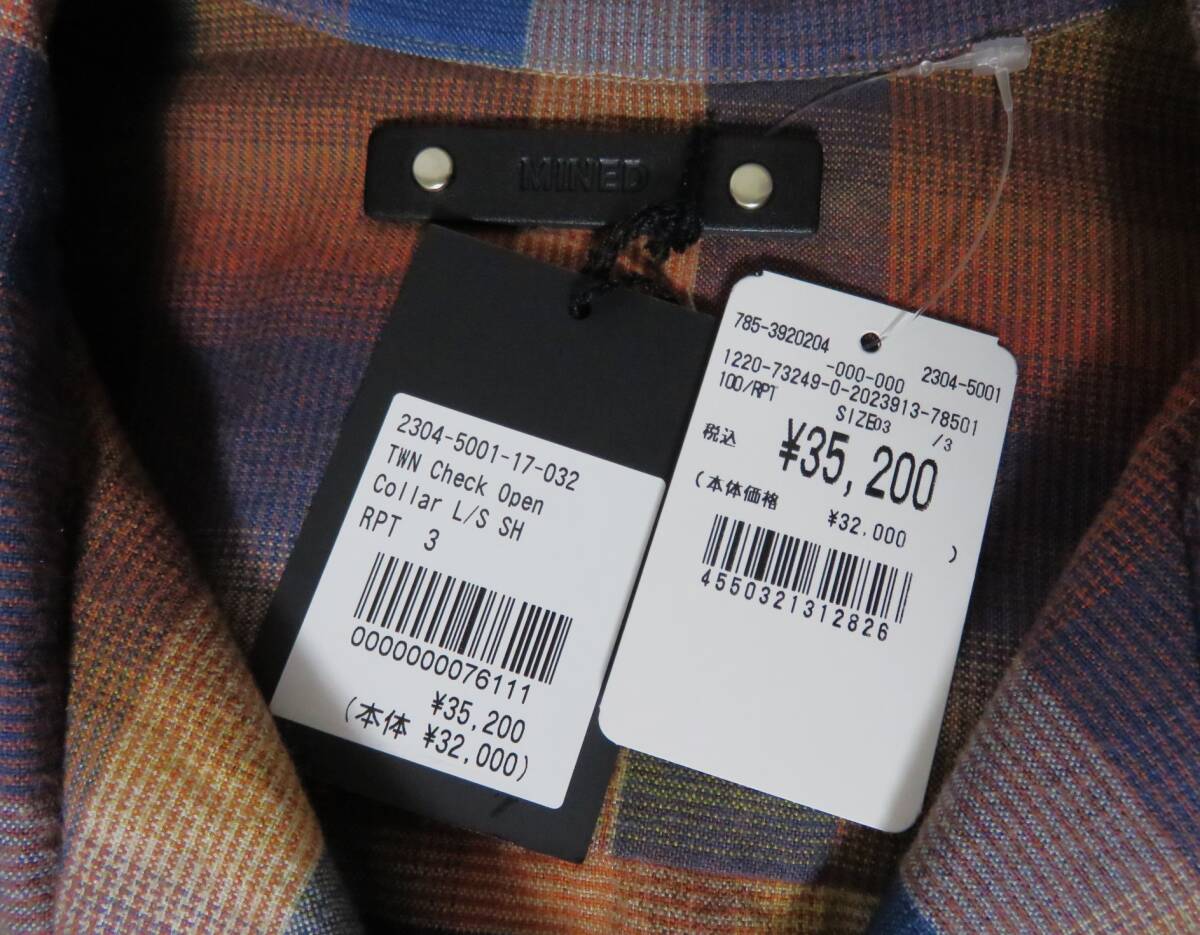 MINED
2304-5001-17-032
TWN Check Open
Collar L/S SH
RPT 3
0000000076111
¥35,200
(本体 ¥32,000)
785-3920204 -000-000 2304-5001
1220-73249-0-2023913-78501
100/RPT SIZE03 /3
税込 ¥35,200
(本体価格 ¥32,000 )
4550321312826